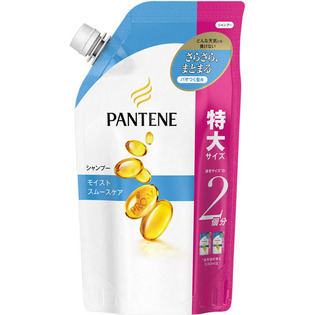 シャンプー
どんな天気にも
負けない
さらさら、
まとまる
パサつく髪用
PANTENE
特大
サイズ
シャンプー
モイスト
スムースケア
2
個分